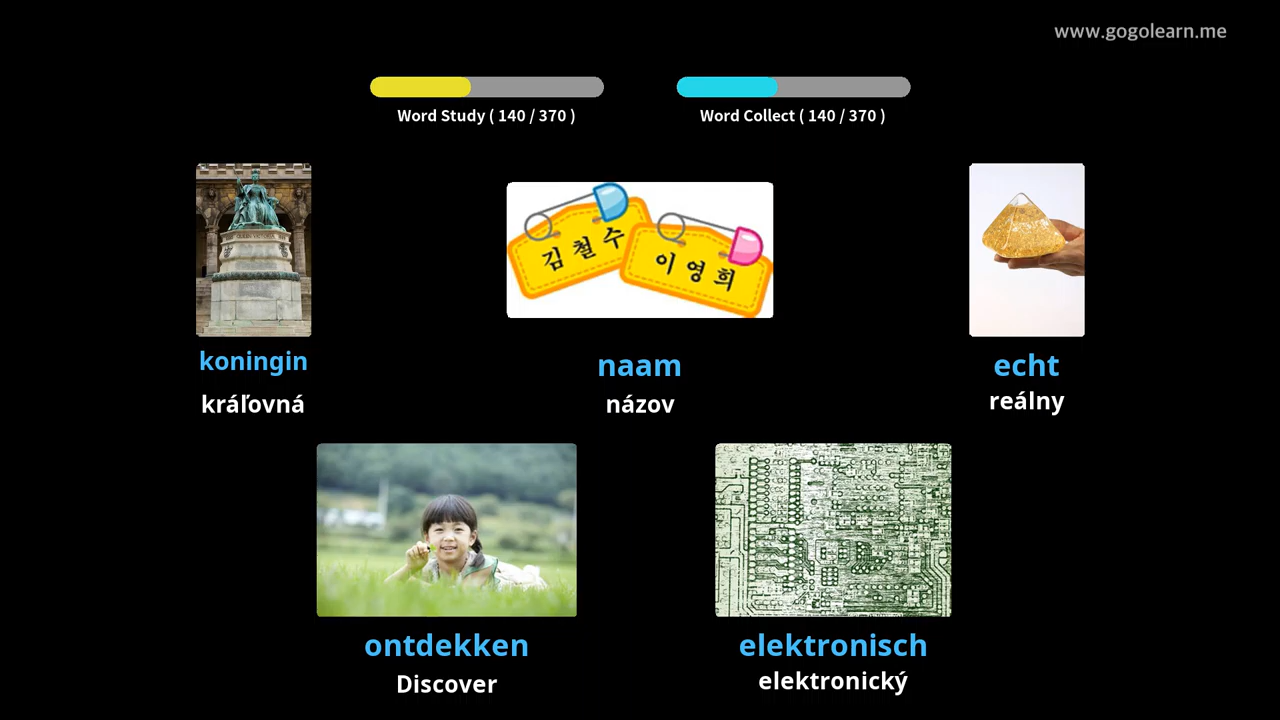 www.gogolearn.me
Word Study ( 140 / 370 )
Word Collect ( 140 / 370 )
김철수
이영희
koningin
kráľovná
naam
názov
echt
reálny
ontdekken
Discover
elektronisch
elektronický